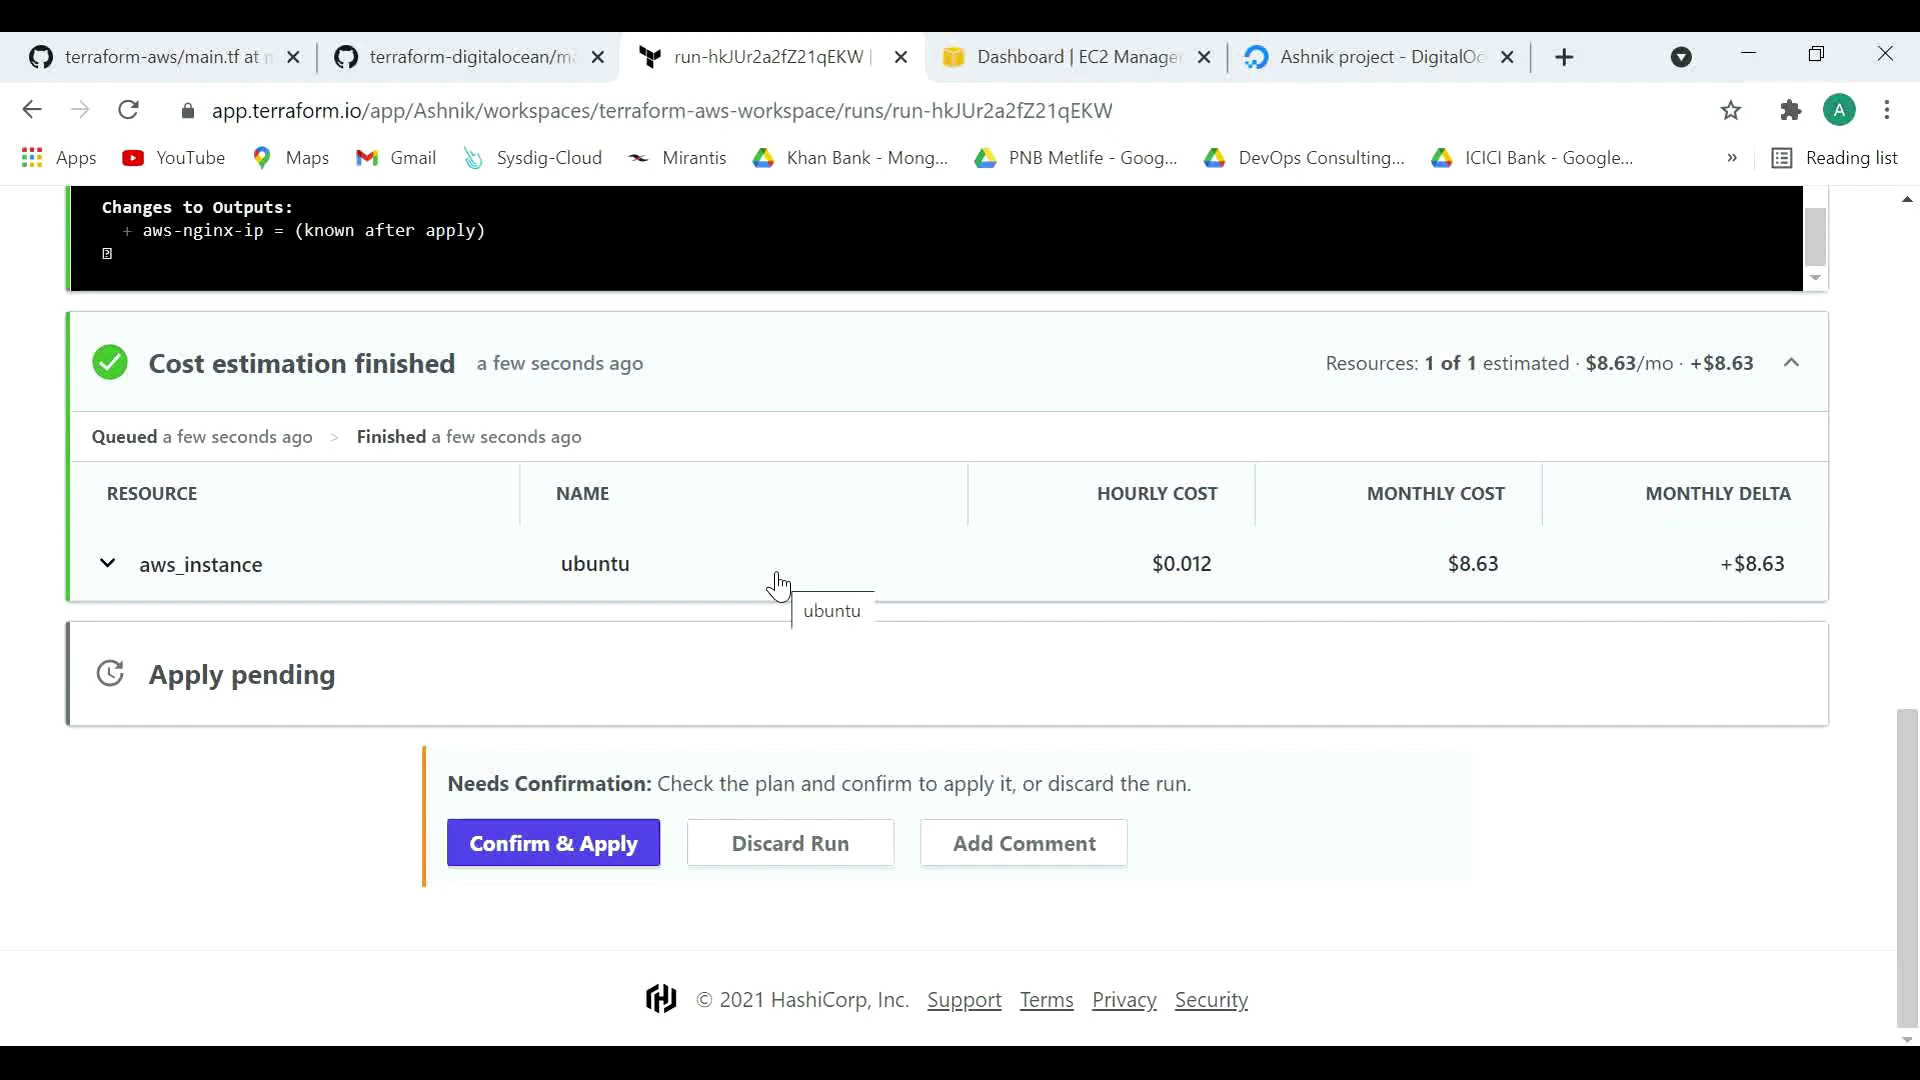 terraform-aws/main.tf at
terraform-digitalocean/m
run-hkJUr2a2fZ21qEKW |
Dashboard | EC2 Manage
Ashnik project - DigitalOc
app.terraform.io/app/Ashnik/workspaces/terraform-aws-workspace/runs/run-hkJUr2a2fZ21qEKW
A
Apps
YouTube
Maps
Gmail
Sysdig-Cloud
Mirantis
Khan Bank - Mong...
PNB Metlife - Goog...
DevOps Consulting...
ICICI Bank - Google...
»
Reading list
Changes to Outputs:
+ aws-nginx-ip = (known after apply)
Cost estimation finished a few seconds ago
Resources: 1 of 1 estimated · $8.63/mo · +$8.63
Queued a few seconds ago > Finished a few seconds ago
RESOURCE NAME HOURLY COST MONTHLY COST MONTHLY DELTA
aws_instance ubuntu $0.012 $8.63 +$8.63
ubuntu
Apply pending
Needs Confirmation: Check the plan and confirm to apply it, or discard the run.
Confirm & Apply Discard Run Add Comment
© 2021 HashiCorp, Inc. Support Terms Privacy Security